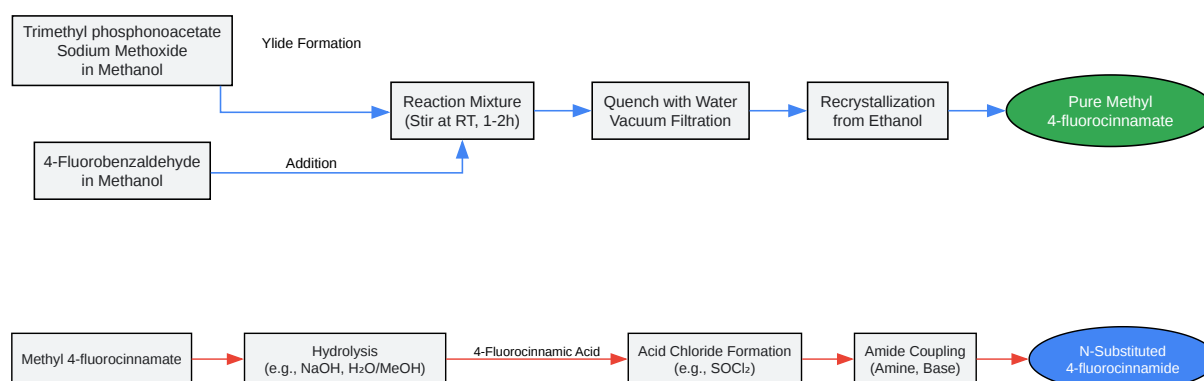 Trimethyl phosphonoacetate
Sodium Methoxide
in Methanol
Ylide Formation
4-Fluorobenzaldehyde
in Methanol
Addition
Reaction Mixture
(Stir at RT, 1-2h)
Quench with Water
Vacuum Filtration
Recrystallization
from Ethanol
Pure Methyl
4-fluorocinnamate
Methyl 4-fluorocinnamate
Hydrolysis
(e.g., NaOH, H₂O/MeOH)
4-Fluorocinnamic Acid
Acid Chloride Formation
(e.g., SOCl₂)
Amide Coupling
(Amine, Base)
N-Substituted
4-fluorocinnamide